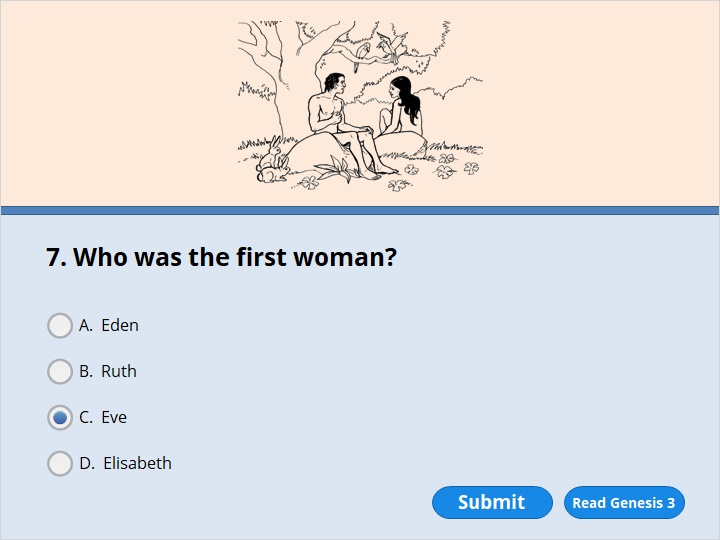 7. Who was the first woman?
A. Eden
B. Ruth
C. Eve
D. Elisabeth
Submit
Read Genesis 3